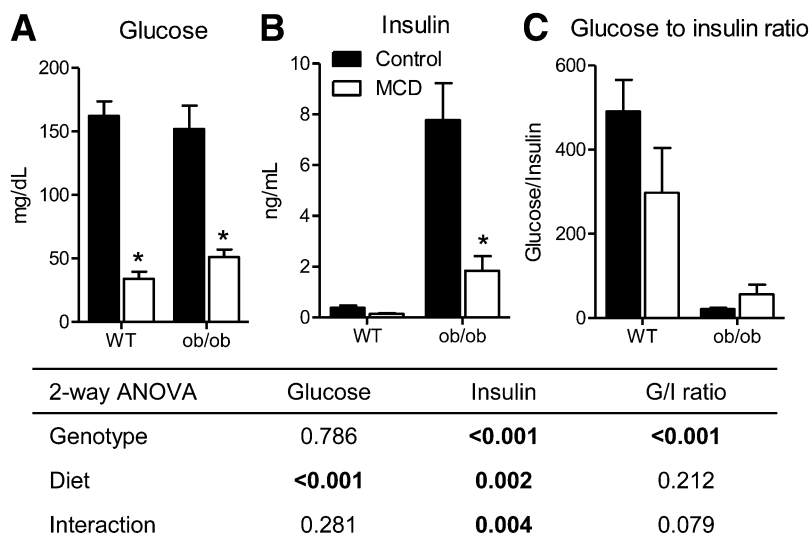 A Glucose
mg/dL
200
150
100
50
0
*
*
WT ob/ob
B Insulin
Control
MCD
ng/mL
10
8
6
4
2
0
*
WT ob/ob
C Glucose to insulin ratio
Glucose/Insulin
600
400
200
0
WT ob/ob
2-way ANOVA Glucose Insulin G/I ratio
Genotype 0.786 <0.001 <0.001
Diet <0.001 0.002 0.212
Interaction 0.281 0.004 0.079